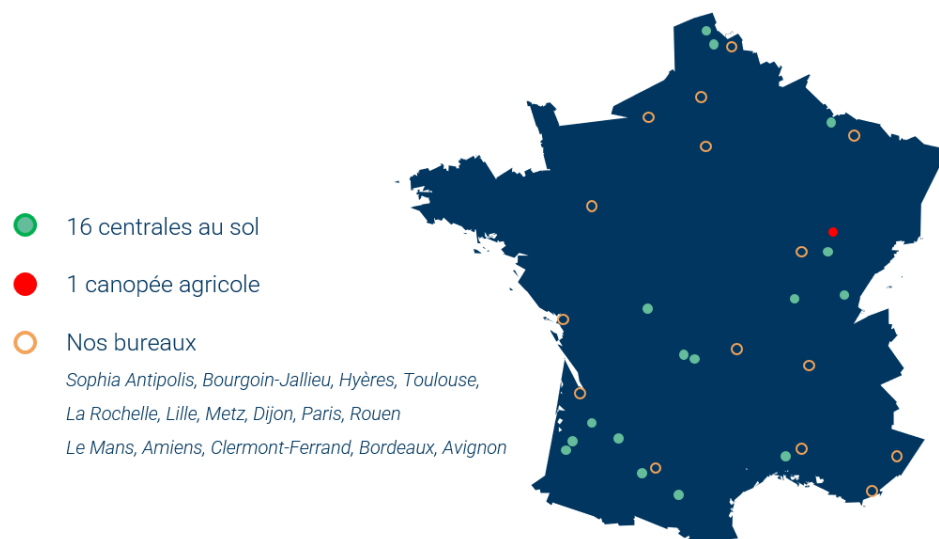 16 centrales au sol
1 canopée agricole
Nos bureaux
Sophia Antipolis, Bourgoin-Jallieu, Hyères, Toulouse,
La Rochelle, Lille, Metz, Dijon, Paris, Rouen
Le Mans, Amiens, Clermont-Ferrand, Bordeaux, Avignon